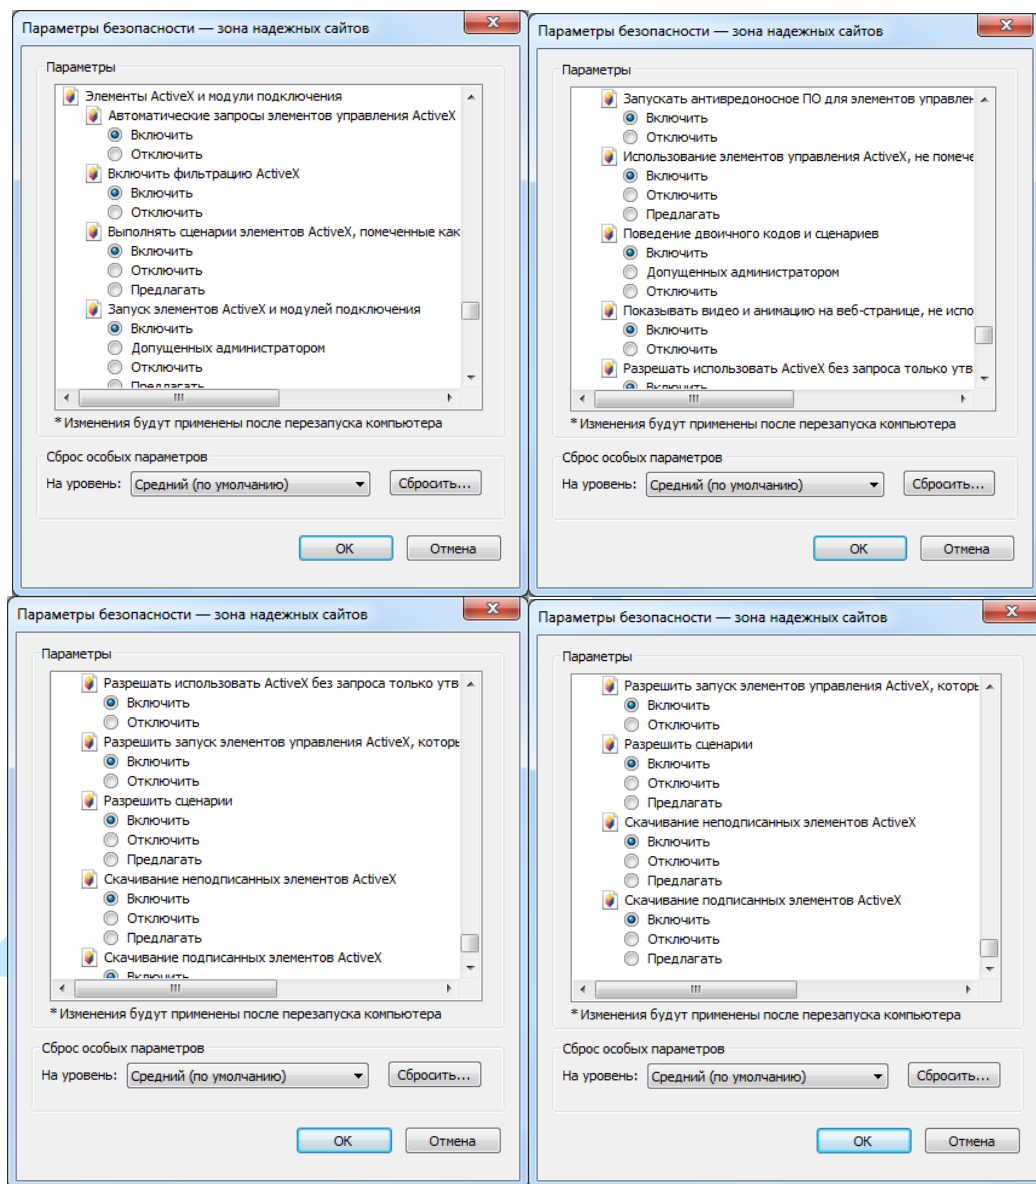 Параметры безопасности — зона надежных сайтов
Параметры
Элементы ActiveX и модули подключения
Автоматические запросы элементов управления ActiveX
Включить
Отключить
Включить фильтрацию ActiveX
Включить
Отключить
Выполнять сценарии элементов ActiveX, помеченные как
Включить
Отключить
Предлагать
Запуск элементов ActiveX и модулей подключения
Включить
Допущенных администратором
Отключить
Предлагать
* Изменения будут применены после перезапуска компьютера
Сброс особых параметров
На уровень: Средний (по умолчанию) Сбросить...
ОК Отмена
Параметры безопасности — зона надежных сайтов
Параметры
Запускать антивредоносное ПО для элементов управлен
Включить
Отключить
Использование элементов управления ActiveX, не помече
Включить
Отключить
Предлагать
Поведение двоичного кодов и сценариев
Включить
Допущенных администратором
Отключить
Показывать видео и анимацию на веб-странице, не испо
Включить
Отключить
Разрешать использовать ActiveX без запроса только утв
Включить
* Изменения будут применены после перезапуска компьютера
Сброс особых параметров
На уровень: Средний (по умолчанию) Сбросить...
ОК Отмена
Параметры безопасности — зона надежных сайтов
Параметры
Разрешать использовать ActiveX без запроса только утв
Включить
Отключить
Разрешить запуск элементов управления ActiveX, которь
Включить
Отключить
Разрешить сценарии
Включить
Отключить
Предлагать
Скачивание неподписанных элементов ActiveX
Включить
Отключить
Предлагать
Скачивание подписанных элементов ActiveX
Включить
* Изменения будут применены после перезапуска компьютера
Сброс особых параметров
На уровень: Средний (по умолчанию) Сбросить...
ОК Отмена
Параметры безопасности — зона надежных сайтов
Параметры
Разрешить запуск элементов управления ActiveX, которь
Включить
Отключить
Разрешить сценарии
Включить
Отключить
Предлагать
Скачивание неподписанных элементов ActiveX
Включить
Отключить
Предлагать
Скачивание подписанных элементов ActiveX
Включить
Отключить
Предлагать
* Изменения будут применены после перезапуска компьютера
Сброс особых параметров
На уровень: Средний (по умолчанию) Сбросить...
ОК Отмена